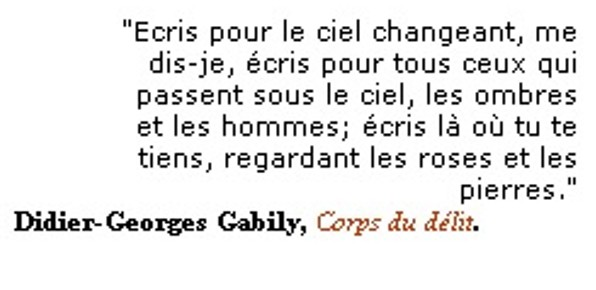 "Ecris pour le ciel changeant, me
dis-je, écris pour tous ceux qui
passent sous le ciel, les ombres
et les hommes; écris là où tu te
tiens, regardant les roses et les
pierres."
Didier-Georges Gabily, Corps du délit.